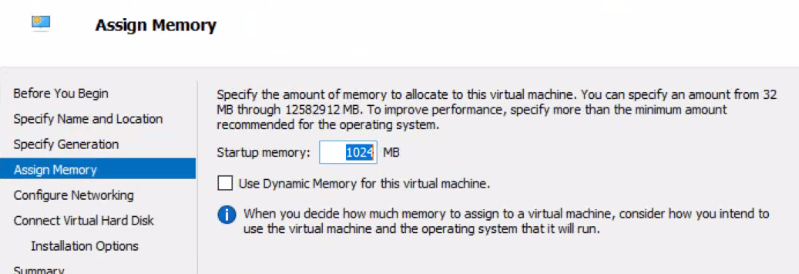 Assign Memory
Before You Begin
Specify Name and Location
Specify Generation
Assign Memory
Configure Networking
Connect Virtual Hard Disk
Installation Options
Summary
Specify the amount of memory to allocate to this virtual machine. You can specify an amount from 32
MB through 12582912 MB. To improve performance, specify more than the minimum amount
recommended for the operating system.
Startup memory: 1024 MB
Use Dynamic Memory for this virtual machine.
When you decide how much memory to assign to a virtual machine, consider how you intend to
use the virtual machine and the operating system that it will run.